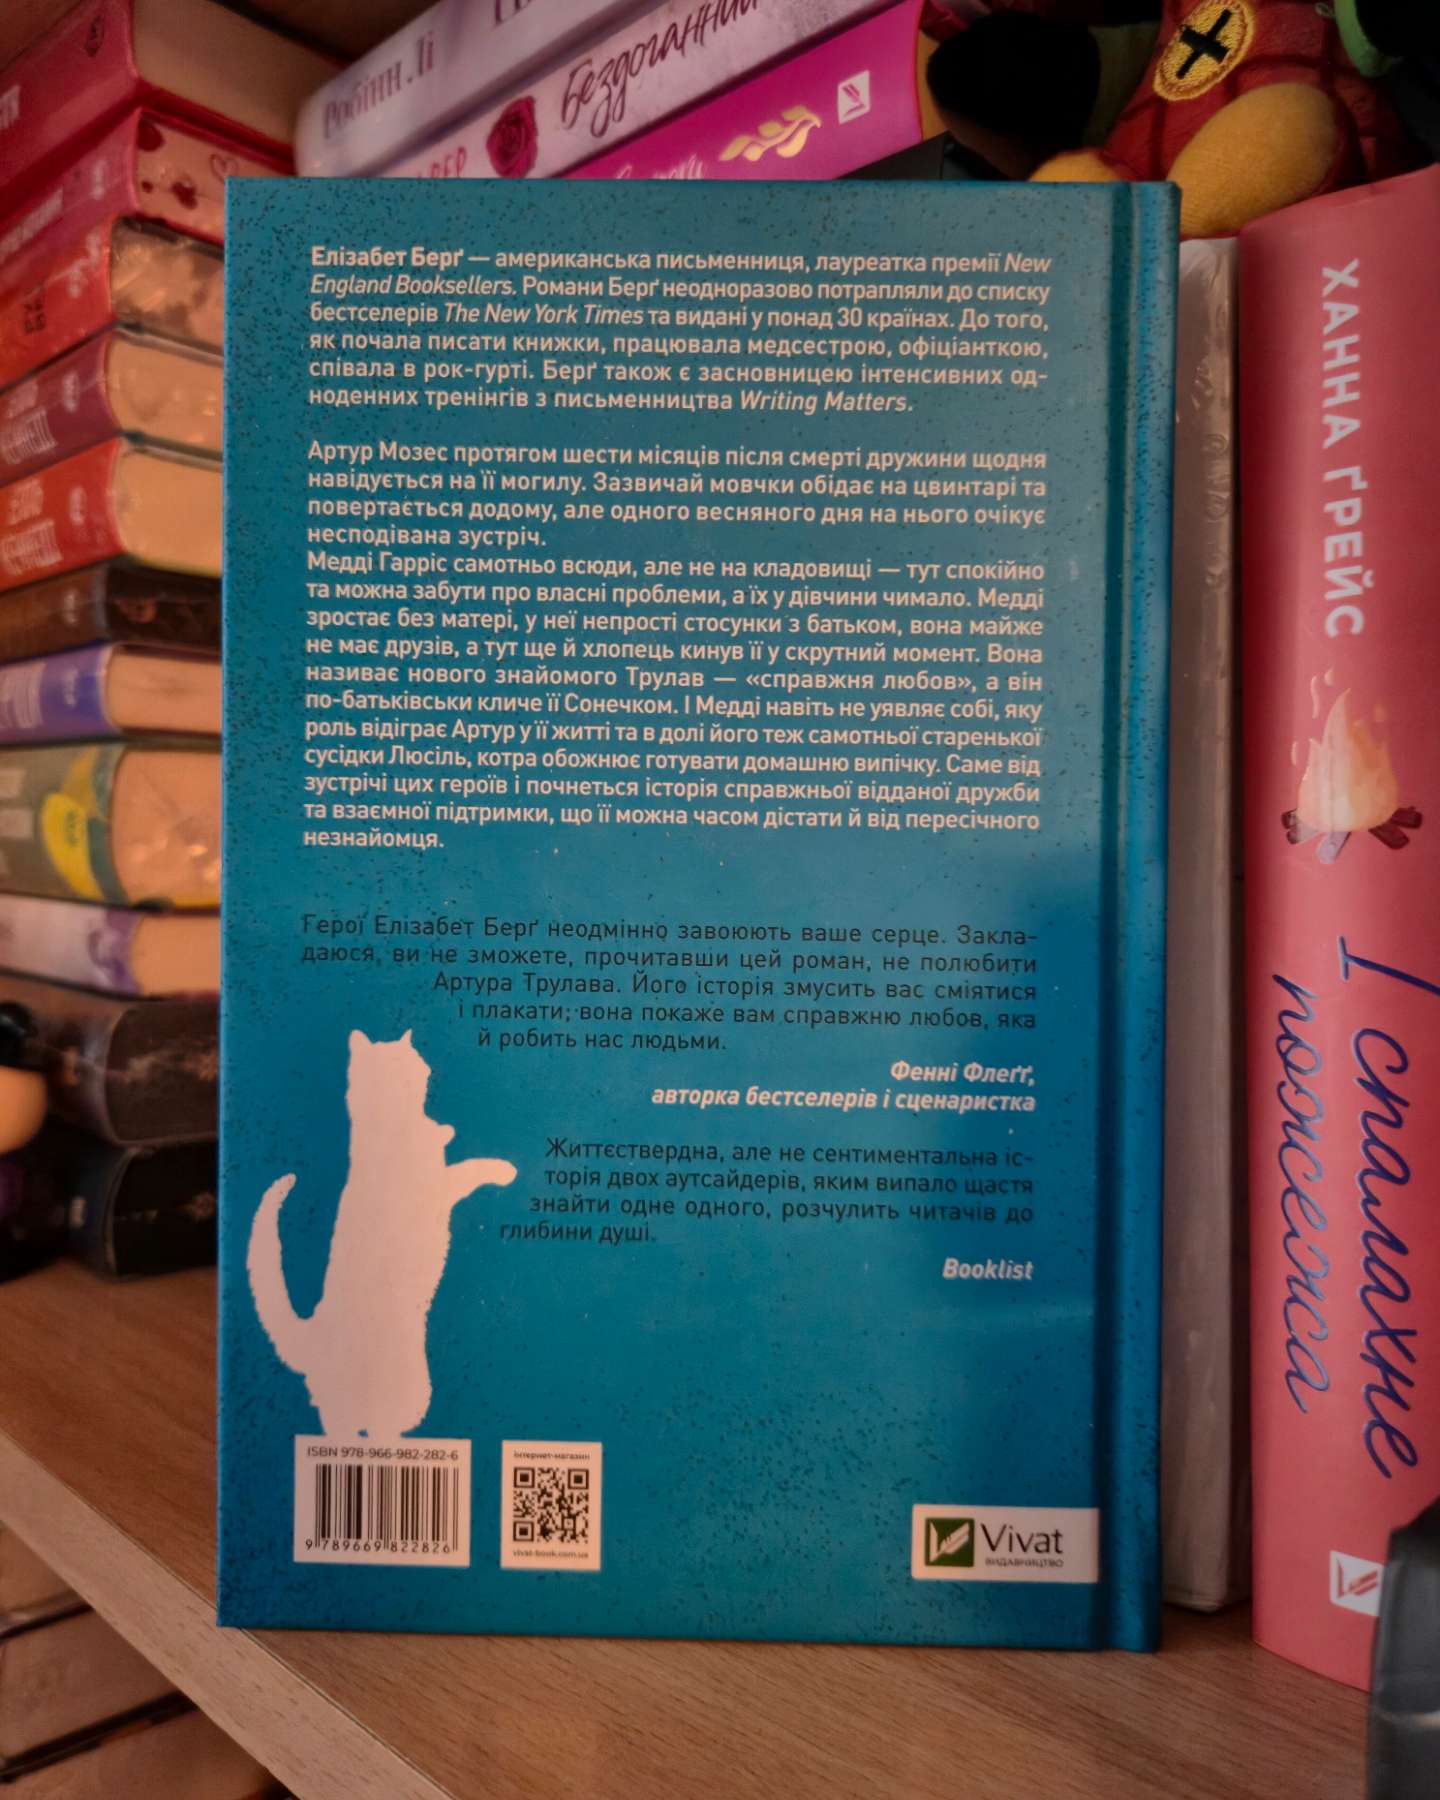 Робін Лі
Бездоганний
Елізабет Берґ — американська письменниця, лауреатка премії New
England Booksellers. Романи Берґ неодноразово потрапляли до списку
бестселерів The New York Times та видані у понад 30 країнах. До того,
як почала писати книжки, працювала медсестрою, офіціанткою,
співала в рок-гурті. Берґ також є засновницею інтенсивних од-
ноденних тренінгів з письменництва Writing Matters.
Артур Мозес протягом шести місяців після смерті дружини щодня
навідується на її могилу. Зазвичай мовчки обідає на цвинтарі та
повертається додому, але одного весняного дня на нього очікує
несподівана зустріч.
Медді Гарріс самотньо всюди, але не на кладовищі — тут спокійно
та можна забути про власні проблеми, а їх у дівчини чимало. Медді
зростає без матері, у неї непрості стосунки з батьком, вона майже
не має друзів, а тут ще й хлопець кинув її у скрутний момент. Вона
називає нового знайомого Трулав — «справжня любов», а він
по-батьківськи кличе її Сонечком. І Медді навіть не уявляє собі, яку
роль відіграє Артур у її житті та в долі його теж самотньої старенької
сусідки Люсіль, котра обожнює готувати домашню випічку. Саме від
зустрічі цих героїв і почнеться історія справжньої відданої дружби
та взаємної підтримки, що її можна часом дістати й від пересічного
незнайомця.
Герої Елізабет Берґ неодмінно завоюють ваше серце. Закла-
даюся, ви не зможете, прочитавши цей роман, не полюбити
Артура Трулава. Його історія змусить вас сміятися
і плакати; вона покаже вам справжню любов, яка
й робить нас людьми.
Фенні Флеґґ,
авторка бестселерів і сценаристка
Життєствердна, але не сентиментальна іс-
торія двох аутсайдерів, яким випало щастя
знайти одне одного, розчулить читачів до
глибини душі.
Booklist
ISBN 978-966-982-282-6
9 789669 822826
інтернет-магазин
vivat-book.com.ua
Vivat
видавництво
ХАННА ҐРЕЙС
І спалахне
пожежа